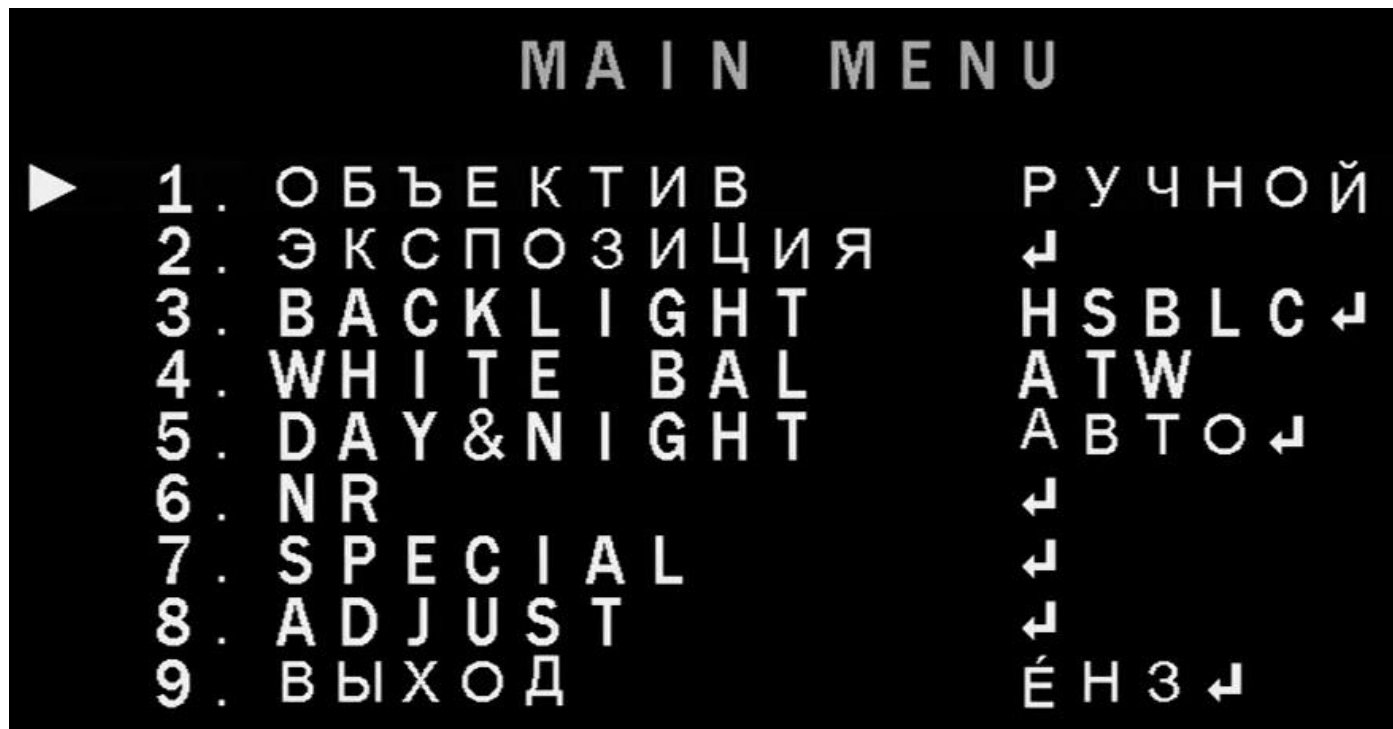 MAIN MENU
1. ОБЪЕКТИВ РУЧНОЙ
2. ЭКСПОЗИЦИЯ ↲
3. BACKLIGHT HSBLC↲
4. WHITE BAL ATW
5. DAY&NIGHT АВТО↲
6. NR ↲
7. SPECIAL ↲
8. ADJUST ↲
9. ВЫХОД ÉНЗ↲